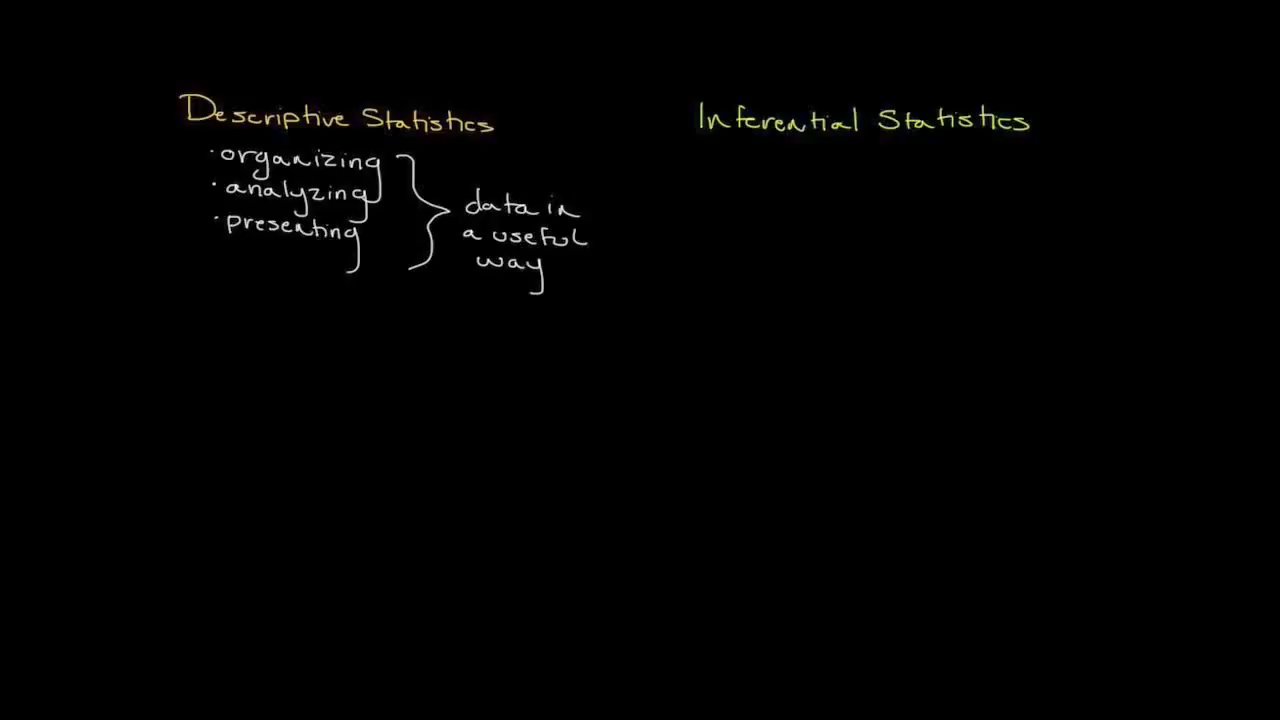 Descriptive Statistics
· organizing
· analyzing
· presenting
data in
a useful
way
Inferential Statistics